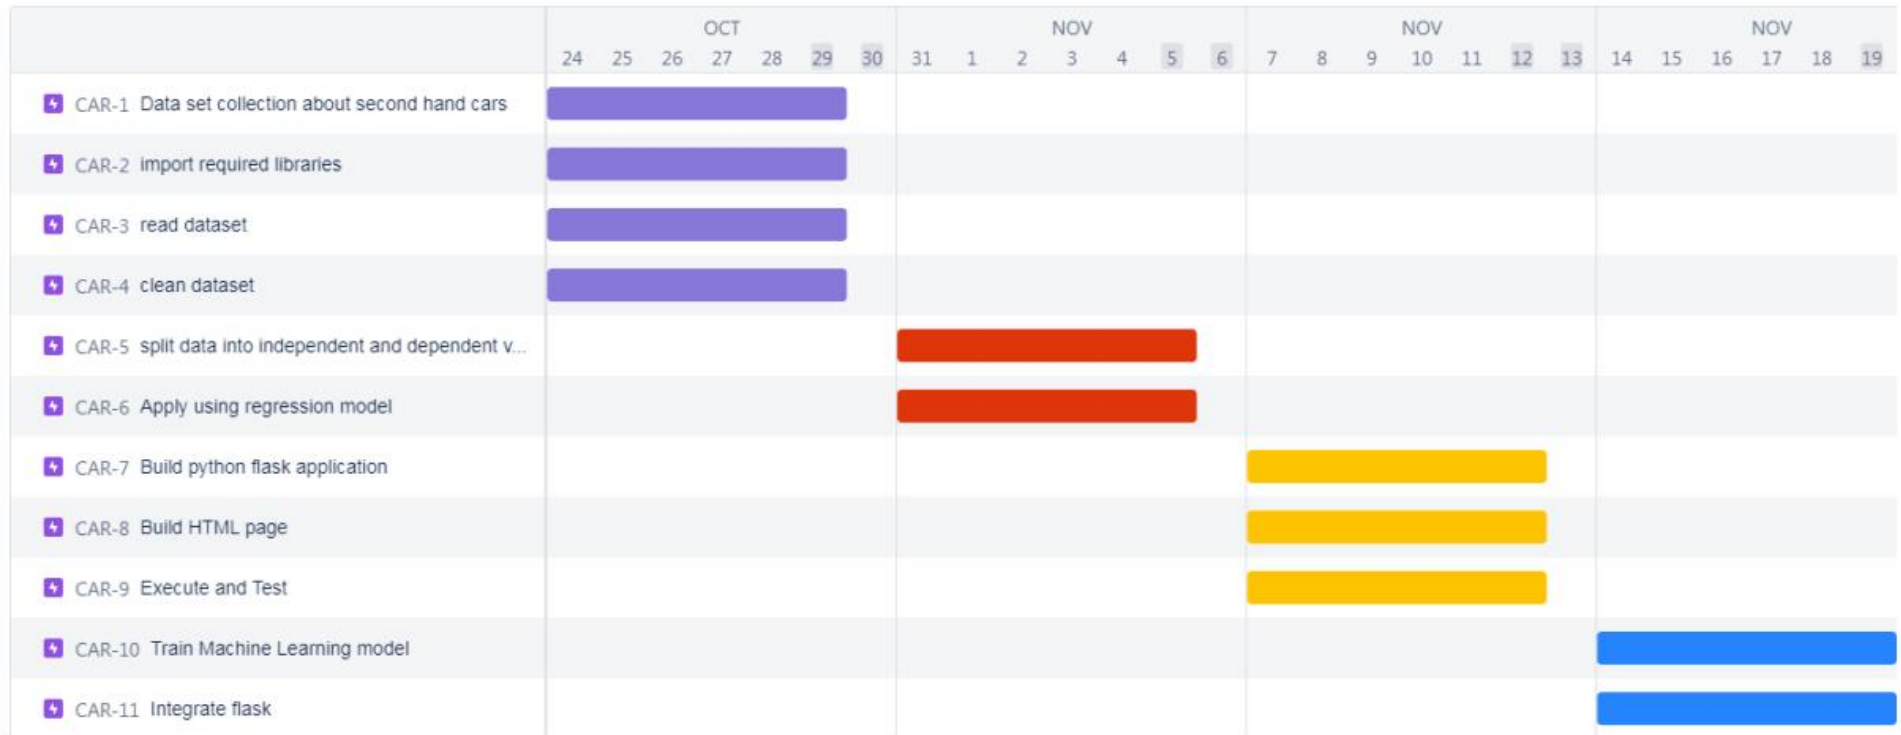 OCT NOV NOV NOV
24 25 26 27 28 29 30 31 1 2 3 4 5 6 7 8 9 10 11 12 13 14 15 16 17 18 19
CAR-1 Data set collection about second hand cars
CAR-2 import required libraries
CAR-3 read dataset
CAR-4 clean dataset
CAR-5 split data into independent and dependent v...
CAR-6 Apply using regression model
CAR-7 Build python flask application
CAR-8 Build HTML page
CAR-9 Execute and Test
CAR-10 Train Machine Learning model
CAR-11 Integrate flask